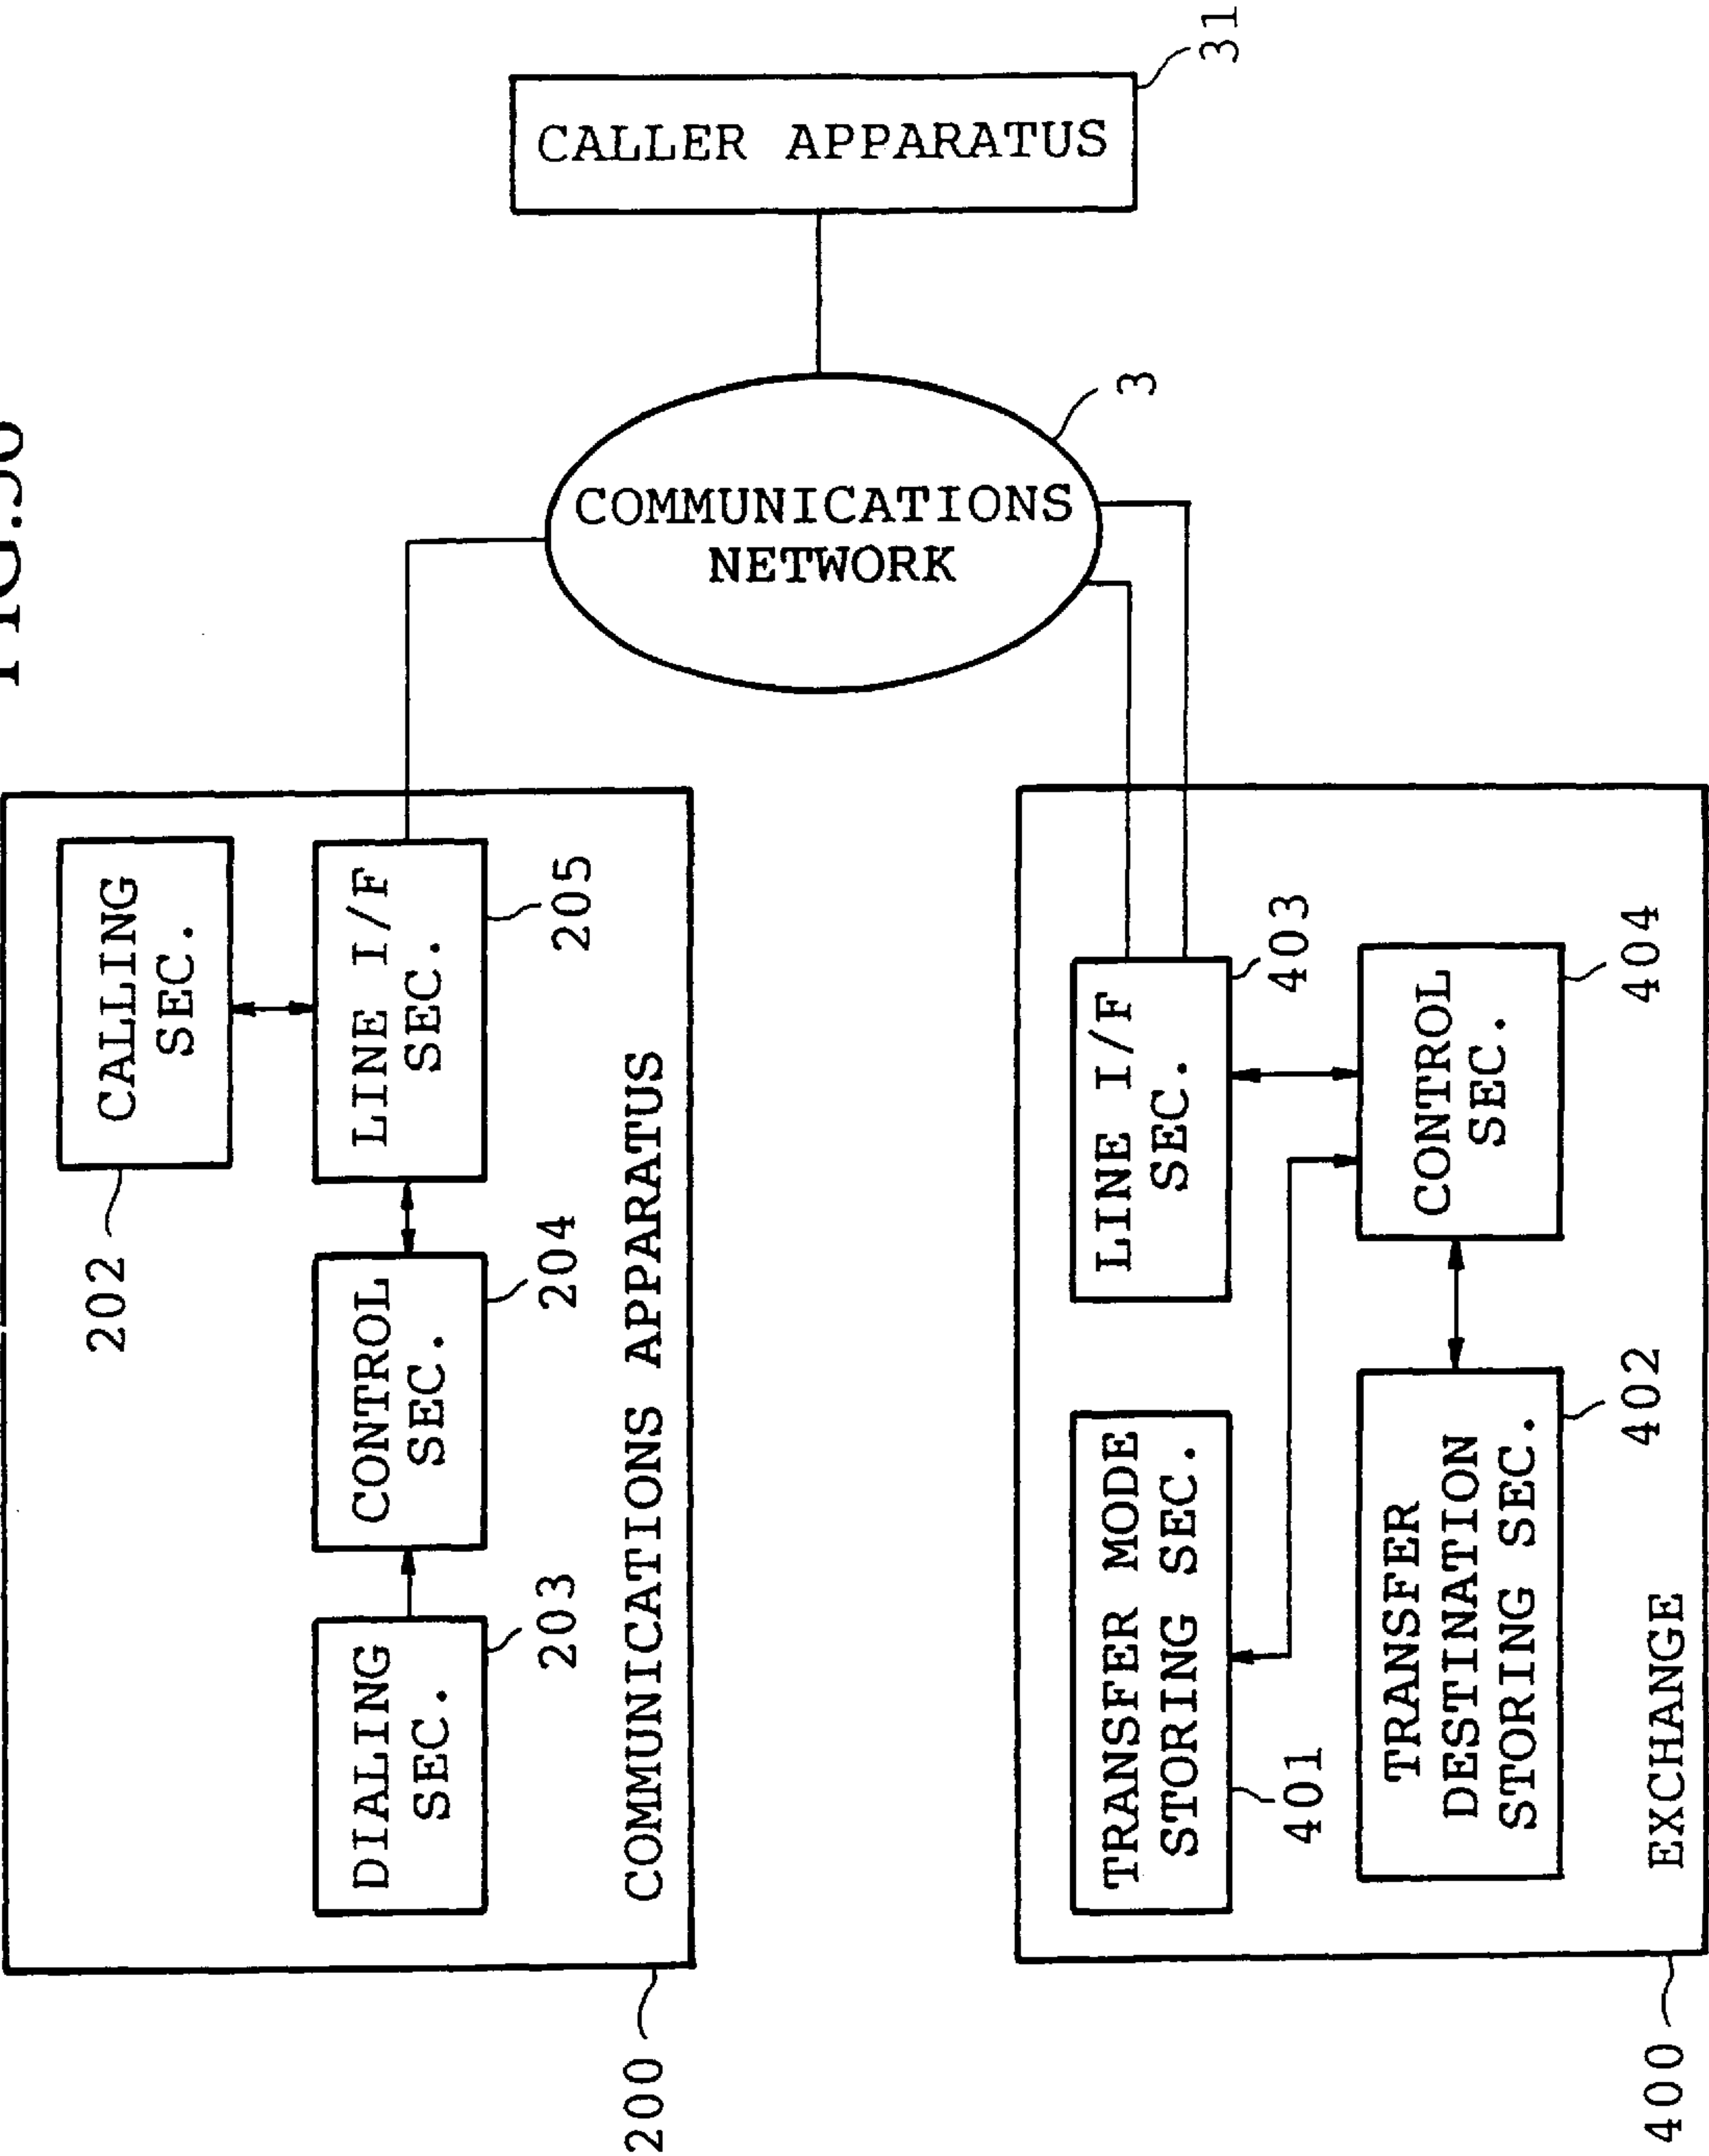 FIG.
200
COMMUNICATIONS APPARATUS
202
CALLING
SEC.
DIALING
SEC.
203
CONTROL
SEC.
204
LINE I/F
SEC.
205
COMMUNICATIONS
NETWORK
3
CALLER APPARATUS
31
400
EXCHANGE
TRANSFER MODE
STORING SEC.
401
LINE I/F
SEC.
403
TRANSFER
DESTINATION
STORING SEC.
402
CONTROL
SEC.
404